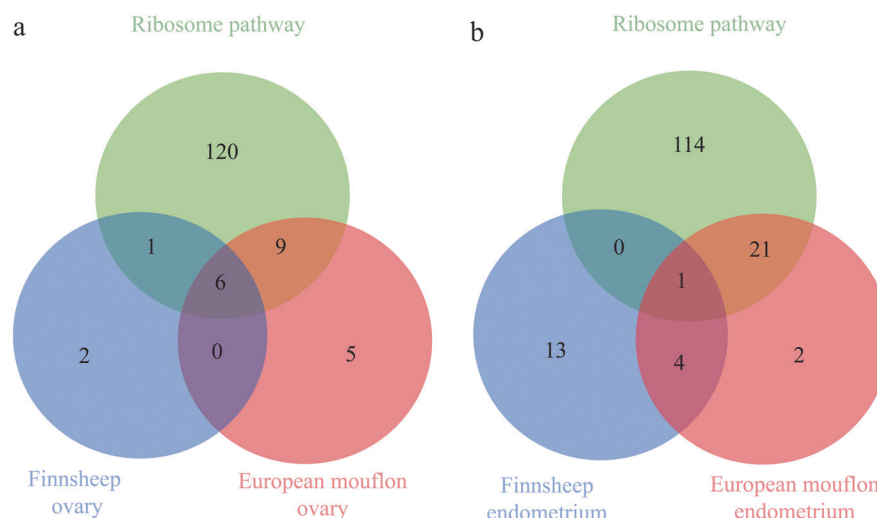 a
Ribosome pathway
120
1
9
6
2
0
5
Finnsheep
ovary
European mouflon
ovary
b
Ribosome pathway
114
0
21
1
13
4
2
Finnsheep
endometrium
European mouflon
endometrium